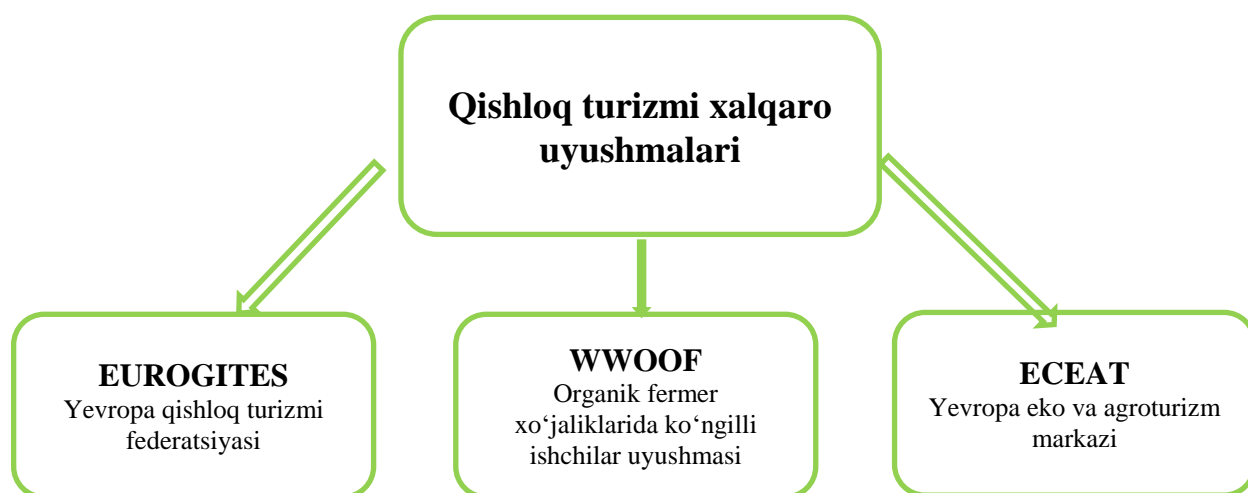 Qishloq turizmi xalqaro
uyushmalari
EUROGITES
Yevropa qishloq turizmi
federatsiyasi
WWOOF
Organik fermer
xo‘jaliklarida ko‘ngilli
ishchilar uyushmasi
ECEAT
Yevropa eko va agroturizm
markazi